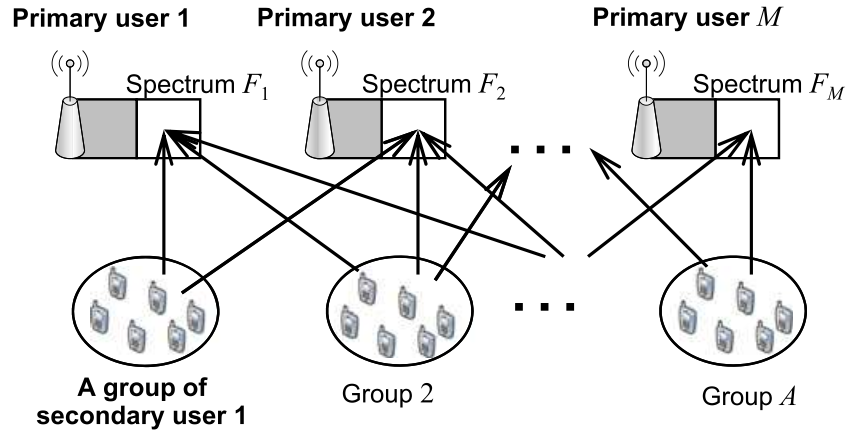 Primary user 1
Primary user 2
Primary user M
Spectrum F1
Spectrum F2
Spectrum FM
. . .
. . .
A group of
secondary user 1
Group 2
Group A